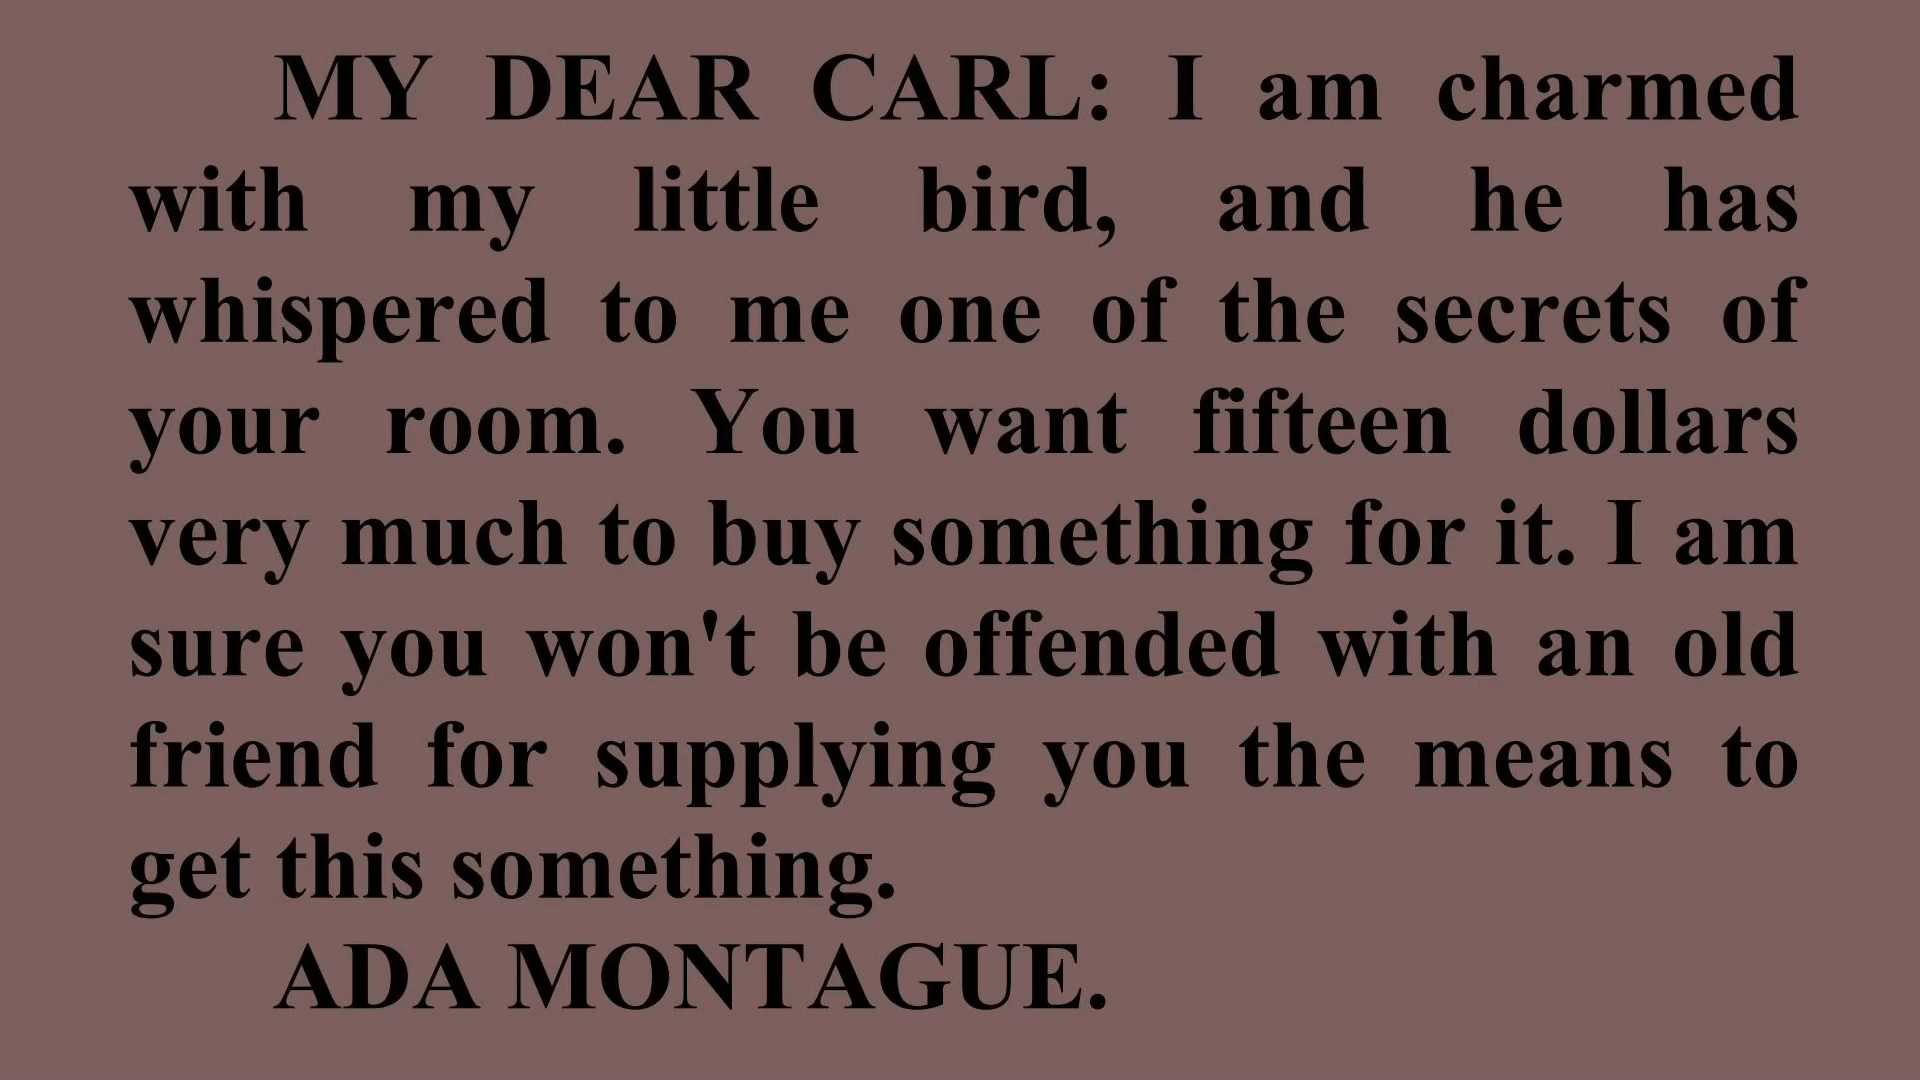 MY DEAR CARL: I am charmed
with my little bird, and he has
whispered to me one of the secrets of
your room. You want fifteen dollars
very much to buy something for it. I am
sure you won't be offended with an old
friend for supplying you the means to
get this something.
ADA MONTAGUE.